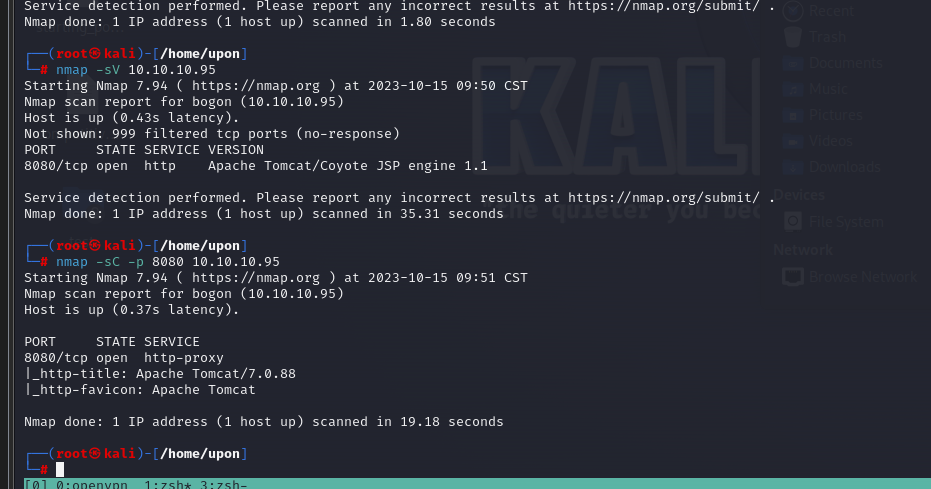 Service detection performed. Please report any incorrect results at https://nmap.org/submit/ .
Nmap done: 1 IP address (1 host up) scanned in 1.80 seconds
┌──(root㉿kali)-[/home/upon]
└─# nmap -sV 10.10.10.95
Starting Nmap 7.94 ( https://nmap.org ) at 2023-10-15 09:50 CST
Nmap scan report for bogon (10.10.10.95)
Host is up (0.43s latency).
Not shown: 999 filtered tcp ports (no-response)
PORT     STATE SERVICE VERSION
8080/tcp open  http    Apache Tomcat/Coyote JSP engine 1.1
Service detection performed. Please report any incorrect results at https://nmap.org/submit/ .
Nmap done: 1 IP address (1 host up) scanned in 35.31 seconds
┌──(root㉿kali)-[/home/upon]
└─# nmap -sC -p 8080 10.10.10.95
Starting Nmap 7.94 ( https://nmap.org ) at 2023-10-15 09:51 CST
Nmap scan report for bogon (10.10.10.95)
Host is up (0.37s latency).
PORT     STATE SERVICE
8080/tcp open  http-proxy
|_http-title: Apache Tomcat/7.0.88
|_http-favicon: Apache Tomcat
Nmap done: 1 IP address (1 host up) scanned in 19.18 seconds
┌──(root㉿kali)-[/home/upon]
└─#
[0] 0:openvpn  1:zsh* 3:zsh-
KALI
the quieter you bec
Recent
Trash
Documents
Music
Pictures
Videos
Downloads
Devices
File System
Network
Browse Network